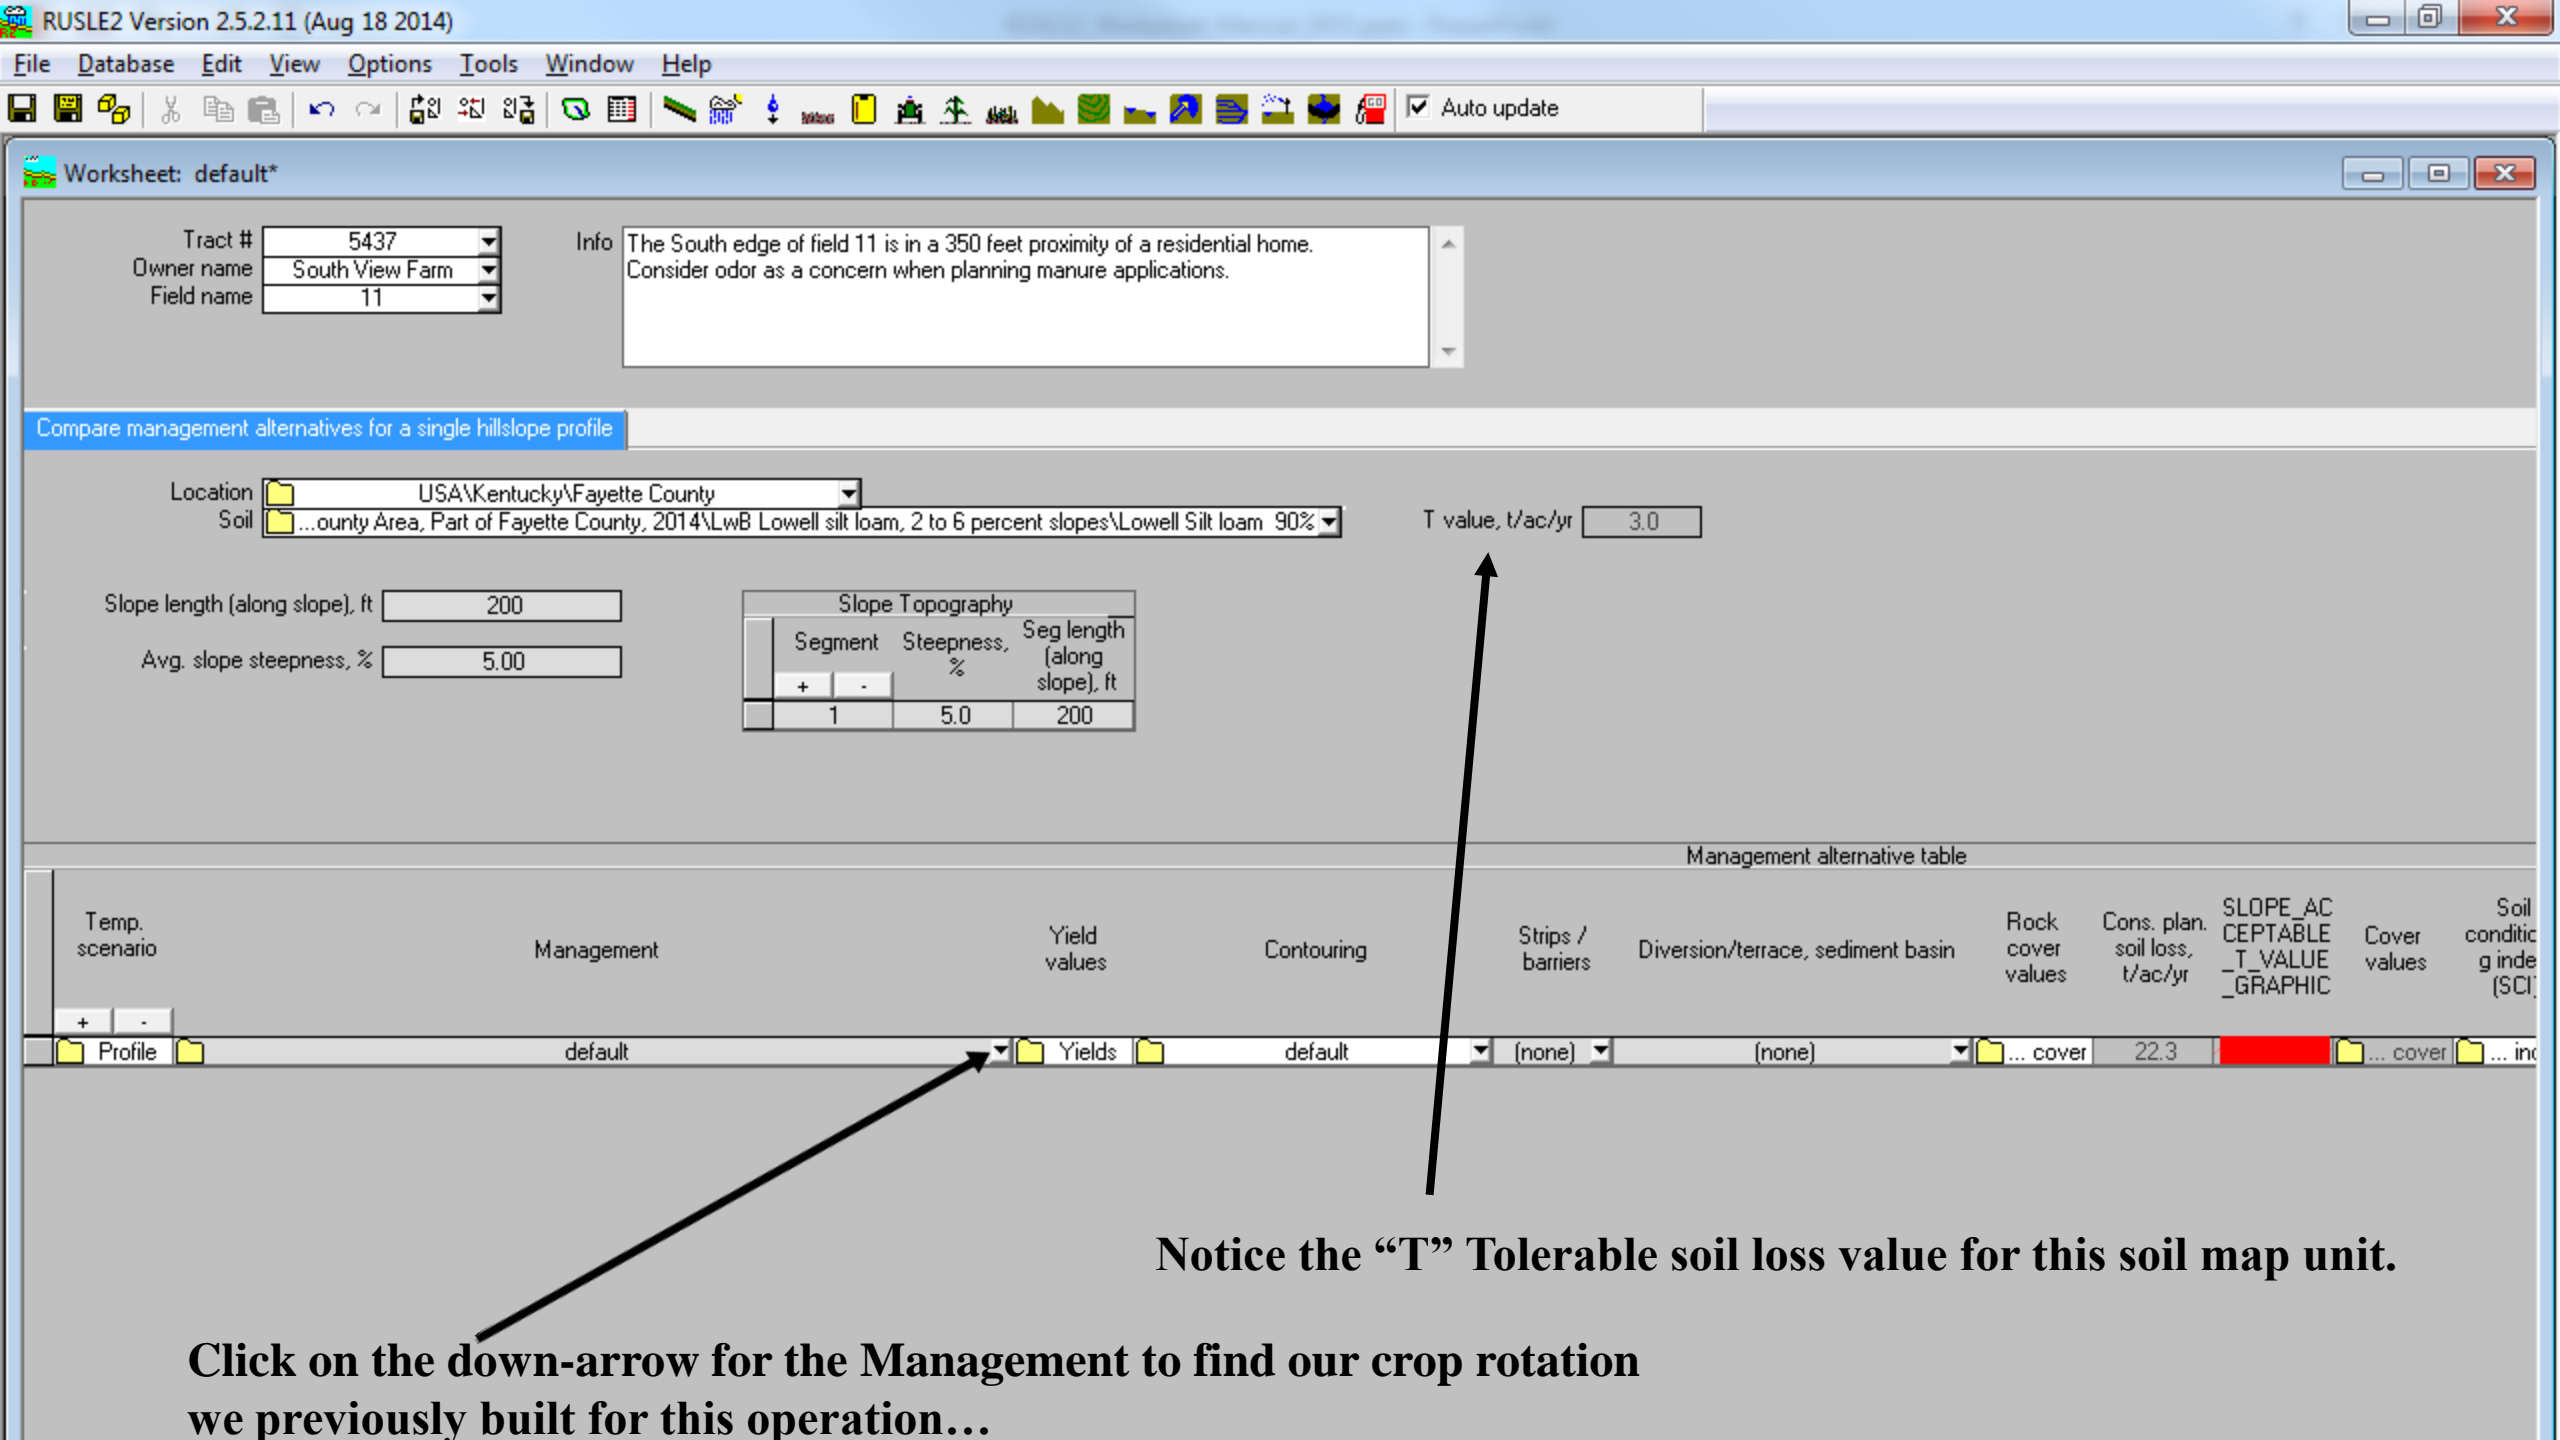 RUSLE2 Version 2.5.2.11 (Aug 18 2014)
File Database Edit View Options Tools Window Help
Auto update
Worksheet: default*
Tract # 5437
Owner name South View Farm
Field name 11
Info The South edge of field 11 is in a 350 feet proximity of a residential home.
Consider odor as a concern when planning manure applications.
Compare management alternatives for a single hillslope profile
Location USA\Kentucky\Fayette County
Soil ...ounty Area, Part of Fayette County, 2014\LwB Lowell silt loam, 2 to 6 percent slopes\Lowell Silt loam 90%
T value, t/ac/yr 3.0
Slope length (along slope), ft 200
Avg. slope steepness, % 5.00
Slope Topography
Segment
Steepness,
%
Seg length
(along
slope), ft
+ -
1 5.0 200
Management alternative table
Temp.
scenario
Management
Yield
values
Contouring
Strips /
barriers
Diversion/terrace, sediment basin
Rock
cover
values
Cons. plan.
soil loss,
t/ac/yr
SLOPE_AC
CEPTABLE
_T_VALUE
_GRAPHIC
Cover
values
Soil
conditic
g inde
(SCI)
+ -
Profile default Yields default (none) (none) ... cover 22.3 ... cover ... ind
Notice the “T” Tolerable soil loss value for this soil map unit.
Click on the down-arrow for the Management to find our crop rotation
we previously built for this operation…